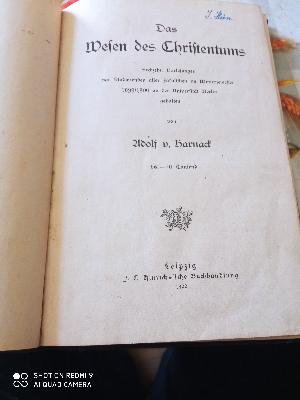 Das
Wesen des Christentums
Sechzehn Vorlesungen
vor Studierenden aller Fakultäten im Wintersemester
1899/1900 an der Universität Berlin
gehalten
von
Adolf v. Harnack
Tausend
Leipzig
J. C. Hinrichs'sche Buchhandlung
SHOT ON REDMI 9
AI QUAD CAMERA